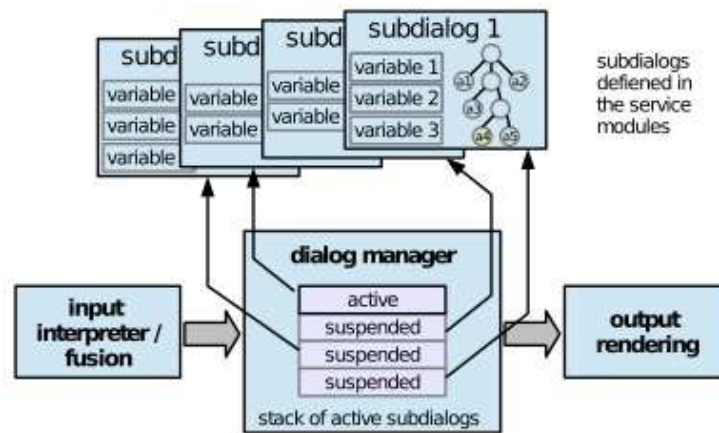 subdialog 1
subd
subd
subd
variable 1
variable 2
variable 3
variable
variable
variable
variable
variable
variable
variable
a1
a2
a3
a4
a5
subdialogs
defiened in
the service
modules
dialog manager
active
suspended
suspended
suspended
stack of active subdialogs
input
interpreter /
fusion
output
rendering